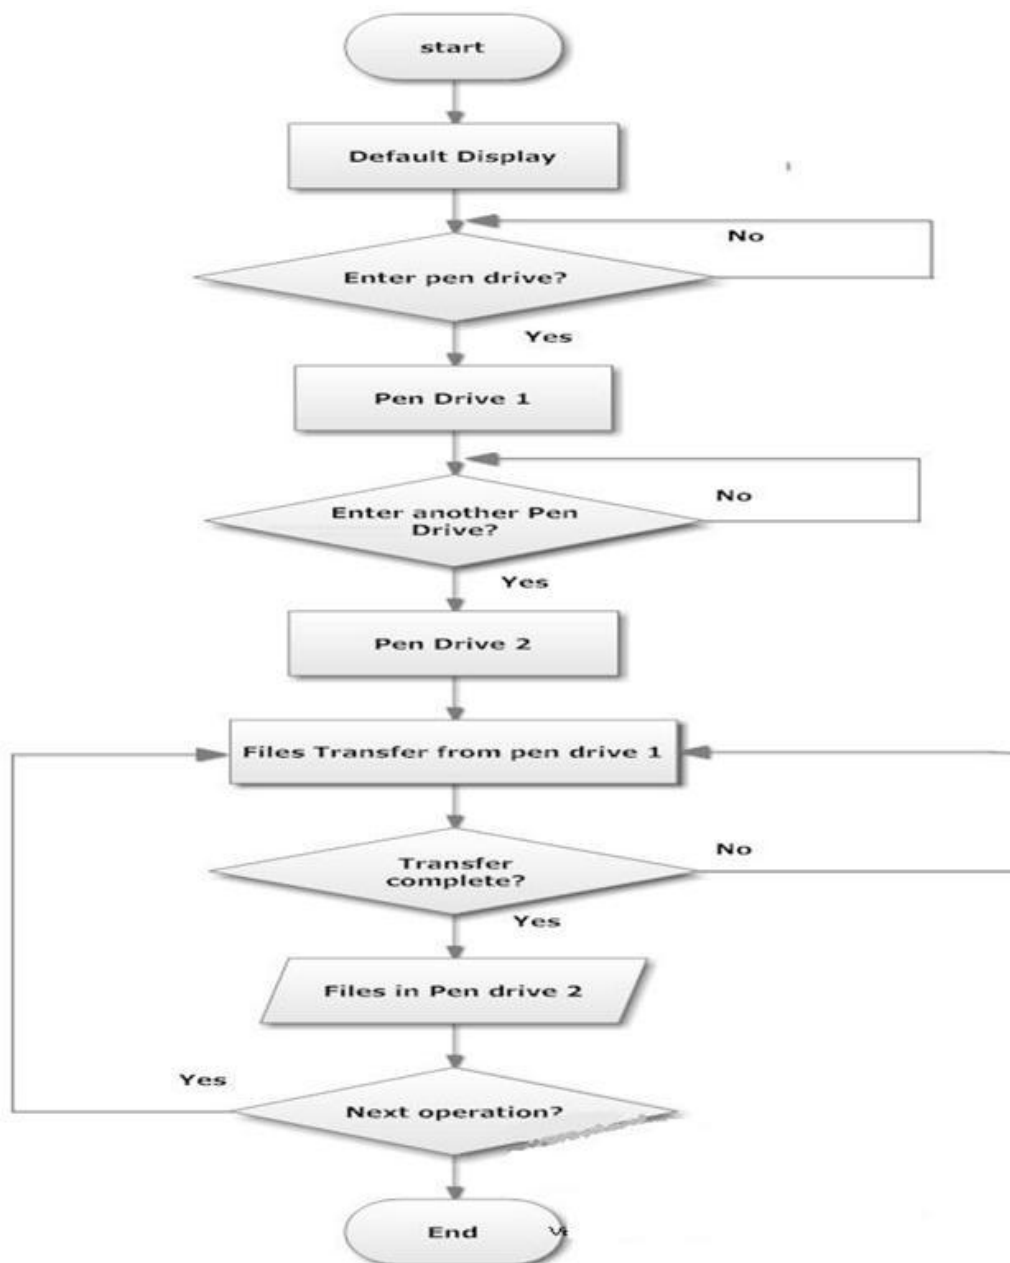 start
Default Display
No
Enter pen drive?
Yes
Pen Drive 1
No
Enter another Pen
Drive?
Yes
Pen Drive 2
Files Transfer from pen drive 1
No
Transfer
complete?
Yes
Files in Pen drive 2
Yes
Next operation?
End